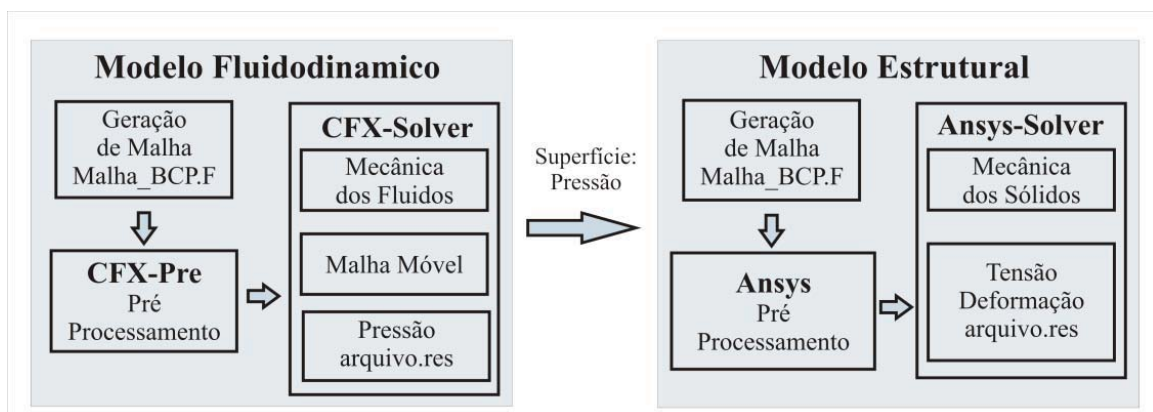 Modelo Fluidodinamico
Geração
de Malha
Malha_BCP.F
CFX-Pre
Pré
Processamento
CFX-Solver
Mecânica
dos Fluidos
Malha Móvel
Pressão
arquivo.res
Superfície:
Pressão
Modelo Estrutural
Geração
de Malha
Malha_BCP.F
Ansys
Pré
Processamento
Ansys-Solver
Mecânica
dos Sólidos
Tensão
Deformação
arquivo.res